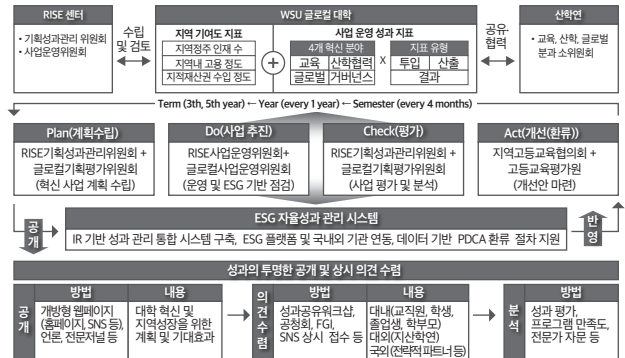 RISE 센터
• 기획성과관리 위원회
• 사업운영위원회
수립
및 검토
WSU 글로컬 대학
지역 기여도 지표
지역정주 인재 수
지역내 고용 정도
지적재산권 수입 정도
사업 운영 성과 지표
4개 혁신 분야
교육 산학협력
글로컬 거버넌스
X
지표 유형
투입 산출
결과
공유·
협력
산학연
• 교육, 산학, 글로컬
분과 소위원회
Term (3th, 5th year) ← Year (every 1 year) ← Semester (every 4 months)
Plan(계획수립)
RISE기획성과관리위원회 +
글로컬기획평가위원회
(혁신 사업 계획 수립)
Do(사업 추진)
RISE사업운영위원회+
글로컬사업운영위원회
(운영 및 ESG 기반 점검)
Check(평가)
RISE기획성과관리위원회 +
글로컬기획평가위원회
(사업 평가 및 분석)
Act(개선(환류))
지역고등교육협의회 +
고등교육평가원
(개선안 마련)
공개
ESG 자율성과 관리 시스템
IR 기반 성과 관리 통합 시스템 구축, ESG 플랫폼 및 국내외 기관 연동, 데이터 기반 PDCA 환류 절차 지원
반영
성과의 투명한 공개 및 상시 의견 수렴
공개
방법
개방형 웹페이지
(홈페이지, SNS 등),
언론, 전문저널 등
내용
대학 혁신 및
지역성장을 위한
계획 및 기대효과
의견수렴
방법
성과공유워크샵,
공청회, FGI,
SNS 상시 접수 등
내용
대내(교직원, 학생,
졸업생, 학부모)
대외(지산학연)
국외(전략적 파트너 등)
분석
방법
성과 평가,
프로그램 만족도,
전문가 자문 등